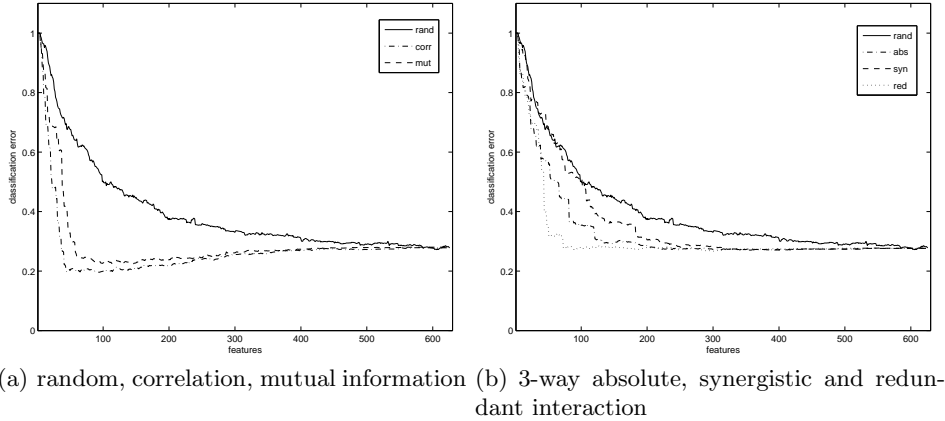 1
0.8
0.6
0.4
0.2
0
classification error
100 200 300 400 500 600
features
rand
corr
mut
1
0.8
0.6
0.4
0.2
0
classification error
100 200 300 400 500 600
features
rand
abs
syn
red
(a) random, correlation, mutual information
(b) 3-way absolute, synergistic and redun-
dant interaction